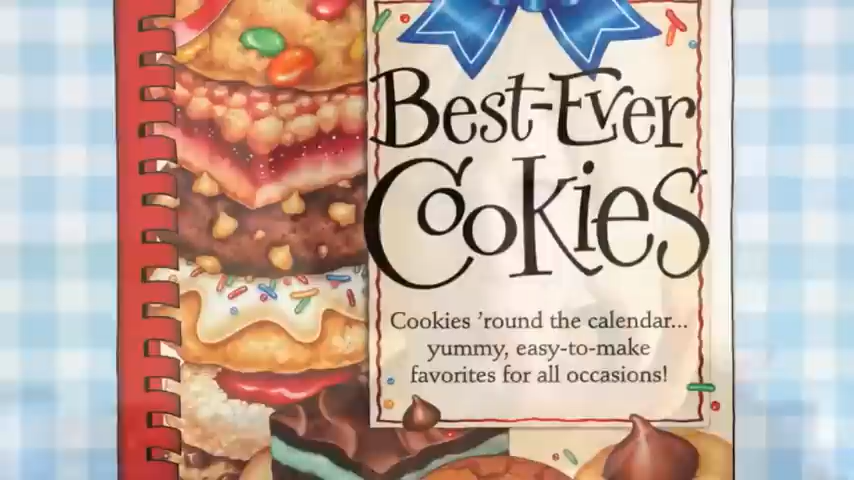 Best-Ever
Cookies
Cookies 'round the calendar...
yummy, easy-to-make
favorites for all occasions!